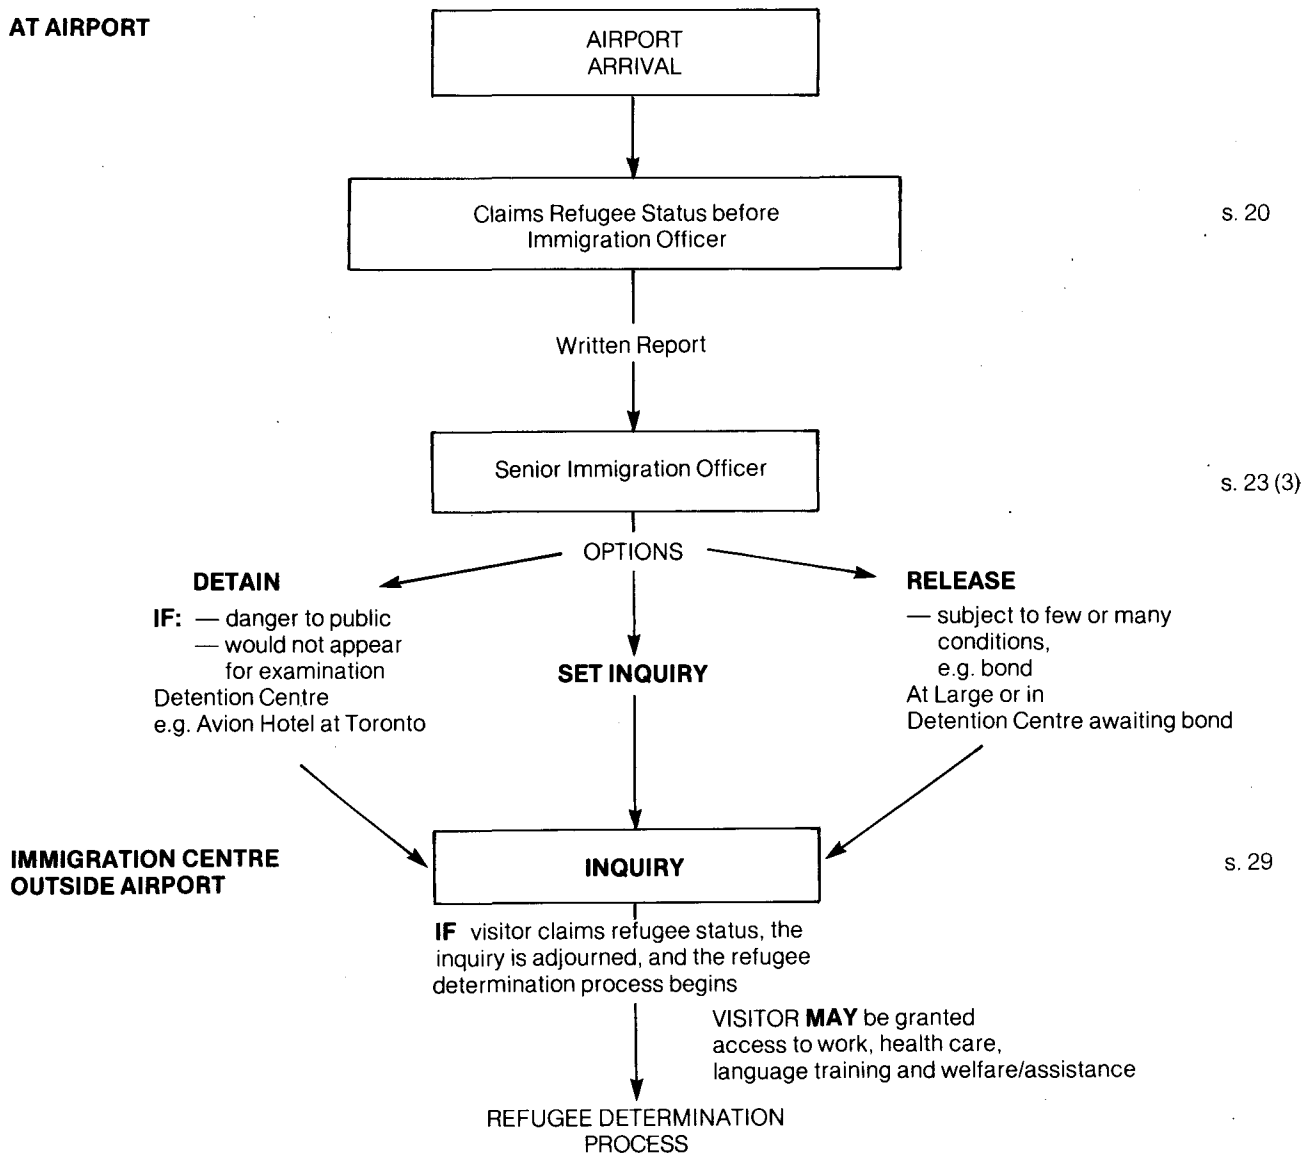 AT AIRPORT
AIRPORT
ARRIVAL
Claims Refugee Status before
Immigration Officer
s. 20
Written Report
Senior Immigration Officer
s. 23 (3)
OPTIONS
DETAIN
IF: — danger to public
— would not appear
for examination
Detention Centre
e.g. Avion Hotel at Toronto
SET INQUIRY
RELEASE
— subject to few or many
conditions,
e.g. bond
At Large or in
Detention Centre awaiting bond
IMMIGRATION CENTRE
OUTSIDE AIRPORT
INQUIRY
s. 29
IF visitor claims refugee status, the
inquiry is adjourned, and the refugee
determination process begins
VISITOR MAY be granted
access to work, health care,
language training and welfare/assistance
REFUGEE DETERMINATION
PROCESS